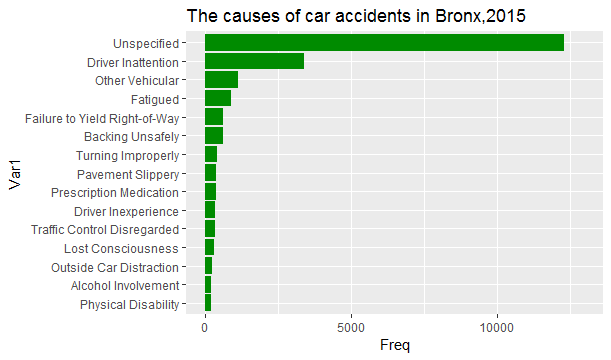 The causes of car accidents in Bronx,2015
Unspecified
Driver Inattention
Other Vehicular
Fatigued
Failure to Yield Right-of-Way
Backing Unsafely
Turning Improperly
Pavement Slippery
Prescription Medication
Driver Inexperience
Traffic Control Disregarded
Lost Consciousness
Outside Car Distraction
Alcohol Involvement
Physical Disability
Var1
0 5000 10000
Freq